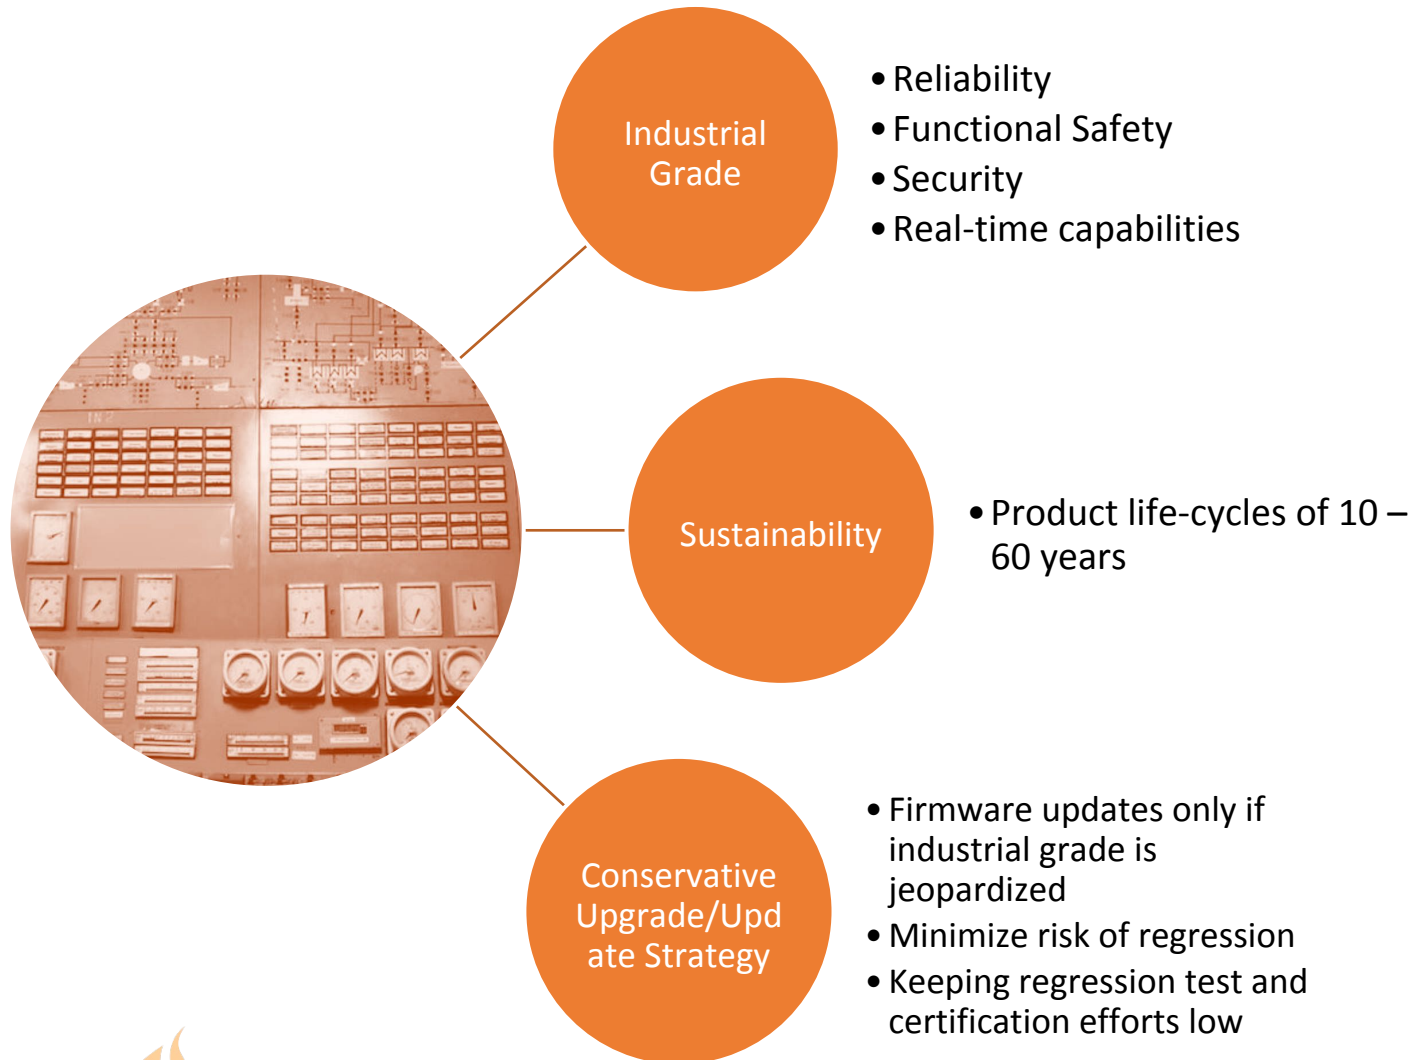 Industrial
Grade
• Reliability
• Functional Safety
• Security
• Real-time capabilities
Sustainability
• Product life-cycles of 10 –
60 years
Conservative
Upgrade/Upd
ate Strategy
• Firmware updates only if
industrial grade is
jeopardized
• Minimize risk of regression
• Keeping regression test and
certification efforts low